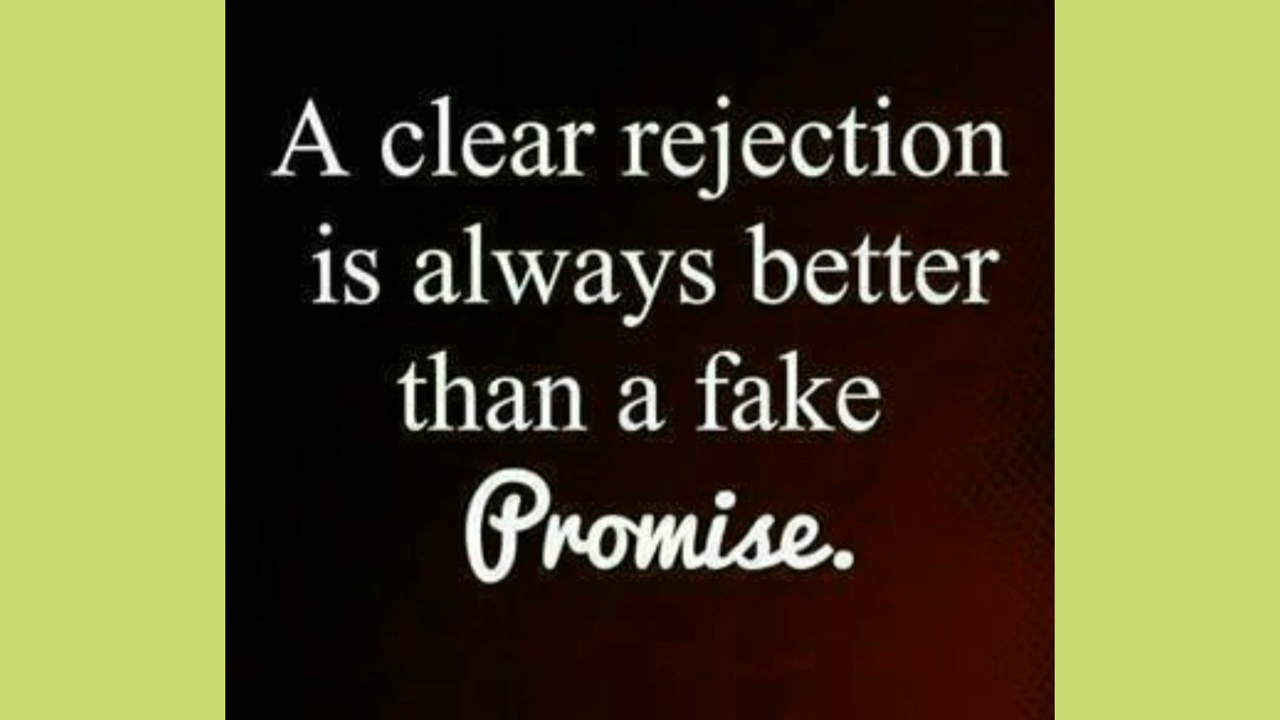 A clear rejection
is always better
than a fake
Promise.